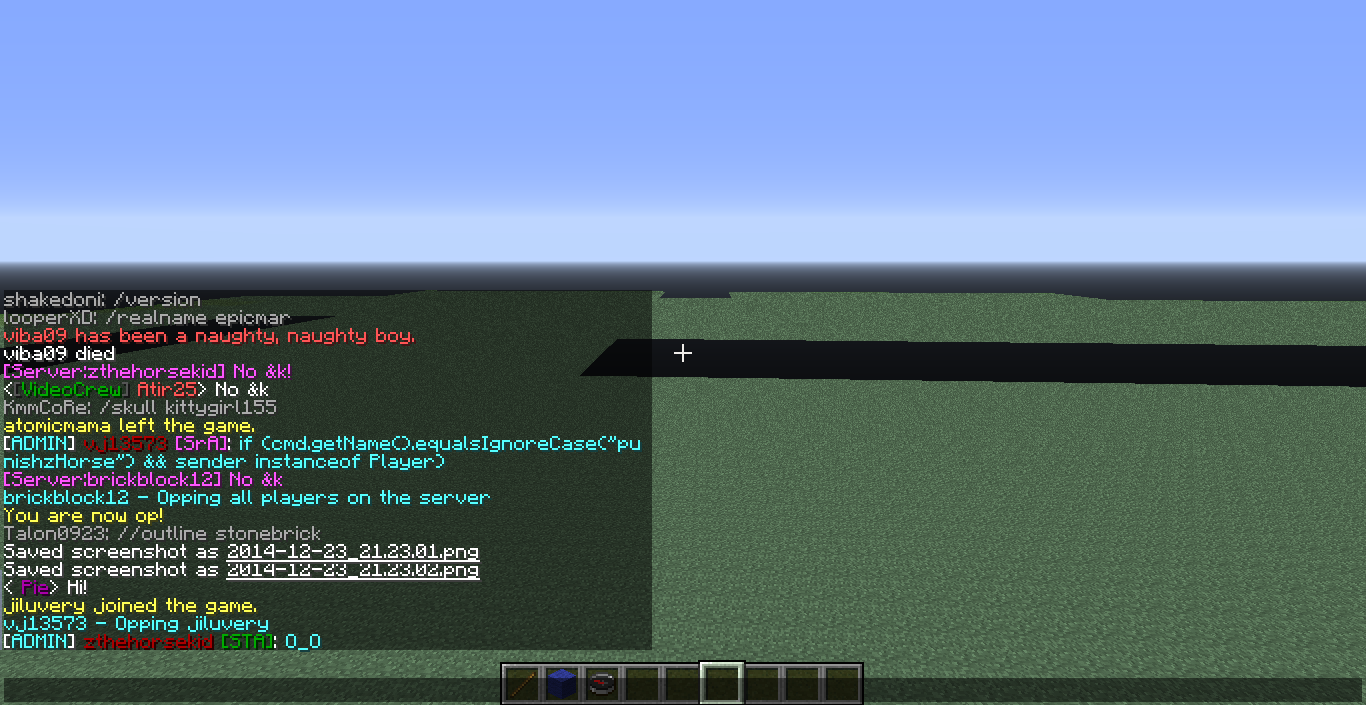 shakedoni: /version
looperXD: /realname epicmar
viba09 has been a naughty, naughty boy.
viba09 died
[Server:zthehorsekid] No &k!
<[VideoCrew] Atir25> No &k
KmmCoRe: /skull kittygirl155
atomicmama left the game.
[ADMIN] vj13573 [SrA]: if (cmd.getName().equalsIgnoreCase("pu
nishzHorse") && sender instanceof Player)
[Server:brickblock12] No &k
brickblock12 - Opping all players on the server
You are now op!
Talon0923: //outline stonebrick
Saved screenshot as 2014-12-23_21.23.01.png
Saved screenshot as 2014-12-23_21.23.02.png
< Pie> Hi!
jiluvery joined the game.
vj13573 - Opping jiluvery
[ADMIN] zthehorsekid [STA]: O_O